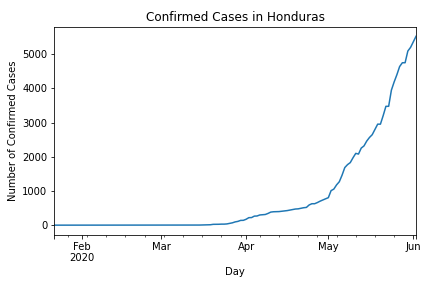 Confirmed Cases in Honduras
5000
4000
3000
2000
1000
0
Number of Confirmed Cases
Feb
2020
Mar
Apr
May
Jun
Day